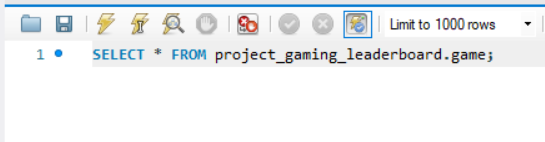 Limit to 1000 rows
1 SELECT * FROM project_gaming_leaderboard.game;